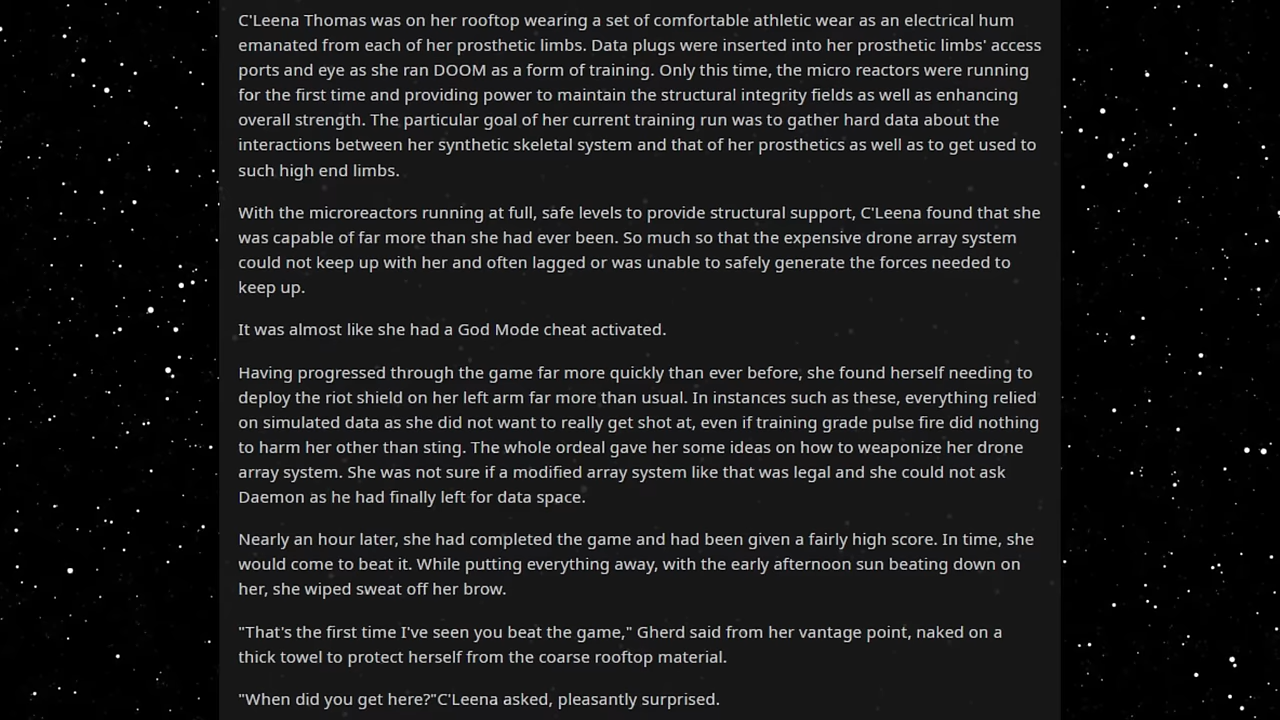 C'Leena Thomas was on her rooftop wearing a set of comfortable athletic wear as an electrical hum
emanated from each of her prosthetic limbs. Data plugs were inserted into her prosthetic limbs' access
ports and eye as she ran DOOM as a form of training. Only this time, the micro reactors were running
for the first time and providing power to maintain the structural integrity fields as well as enhancing
overall strength. The particular goal of her current training run was to gather hard data about the
interactions between her synthetic skeletal system and that of her prosthetics as well as to get used to
such high end limbs.
With the microreactors running at full, safe levels to provide structural support, C'Leena found that she
was capable of far more than she had ever been. So much so that the expensive drone array system
could not keep up with her and often lagged or was unable to safely generate the forces needed to
keep up.
It was almost like she had a God Mode cheat activated.
Having progressed through the game far more quickly than ever before, she found herself needing to
deploy the riot shield on her left arm far more than usual. In instances such as these, everything relied
on simulated data as she did not want to really get shot at, even if training grade pulse fire did nothing
to harm her other than sting. The whole ordeal gave her some ideas on how to weaponize her drone
array system. She was not sure if a modified array system like that was legal and she could not ask
Daemon as he had finally left for data space.
Nearly an hour later, she had completed the game and had been given a fairly high score. In time, she
would come to beat it. While putting everything away, with the early afternoon sun beating down on
her, she wiped sweat off her brow.
"That's the first time I've seen you beat the game," Gherd said from her vantage point, naked on a
thick towel to protect herself from the coarse rooftop material.
"When did you get here?"C'Leena asked, pleasantly surprised.